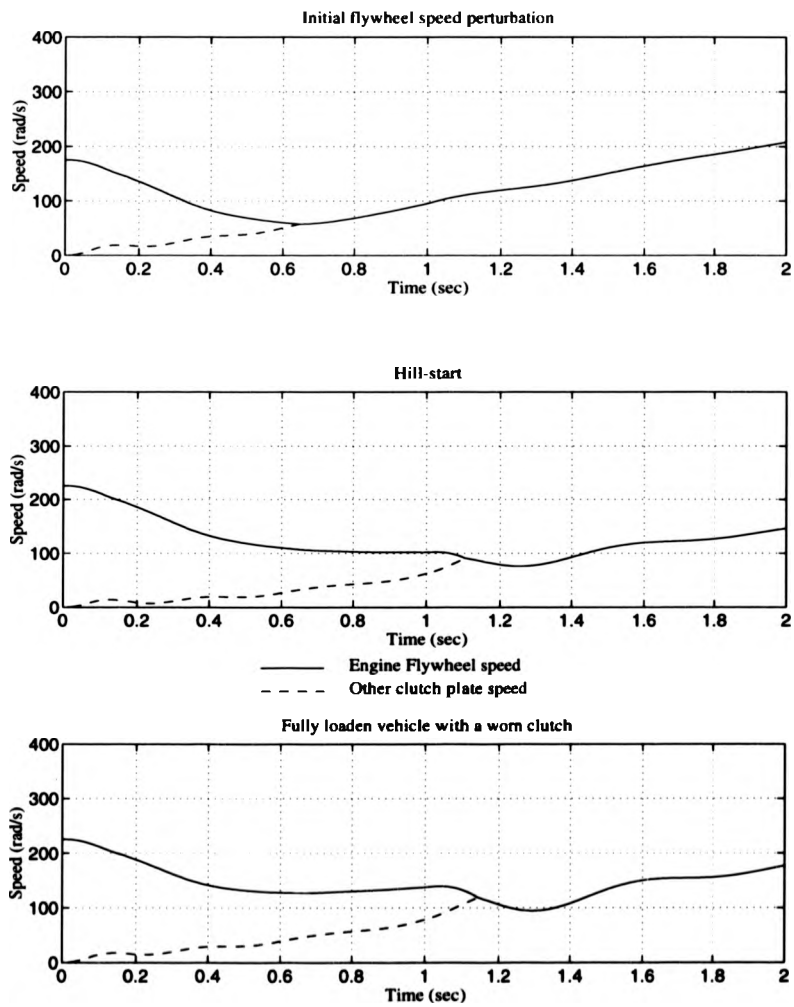 Initial flywheel speed perturbation
400
300
200
100
0
Speed (rad/s)
0 0.2 0.4 0.6 0.8 1 1.2 1.4 1.6 1.8 2
Time (sec)
Hill-start
400
300
200
100
0
Speed (rad/s)
0 0.2 0.4 0.6 0.8 1 1.2 1.4 1.6 1.8 2
Time (sec)
Engine Flywheel speed
Other clutch plate speed
Fully loaden vehicle with a worn clutch
400
300
200
100
0
Speed (rad/s)
0 0.2 0.4 0.6 0.8 1 1.2 1.4 1.6 1.8 2
Time (sec)